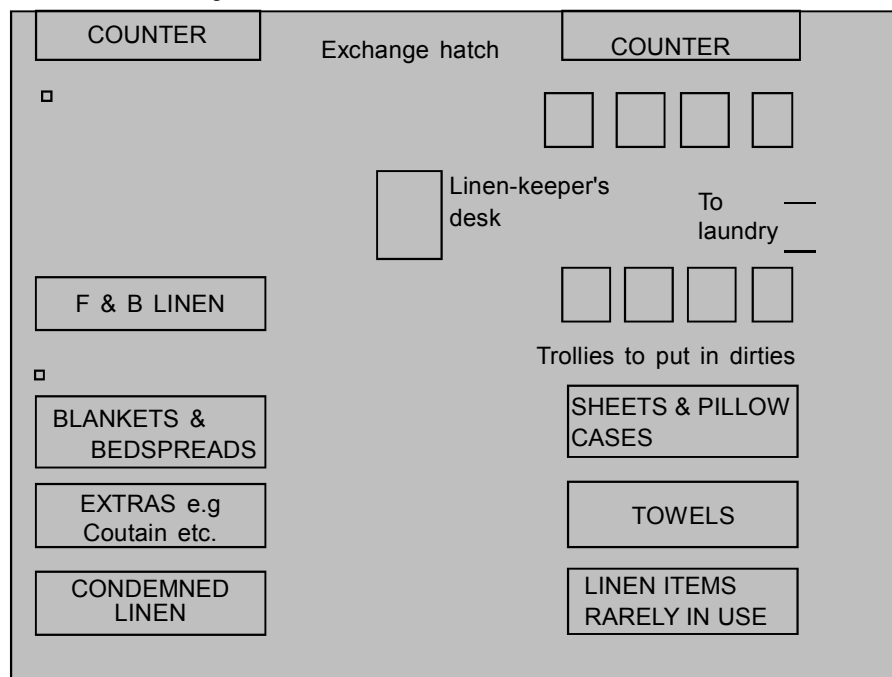 COUNTER
Exchange hatch
COUNTER
Linen-keeper's
desk
To
laundry
F & B LINEN
Trollies to put in dirties
BLANKETS &
BEDSPREADS
SHEETS & PILLOW
CASES
EXTRAS e.g
Coutain etc.
TOWELS
CONDEMNED
LINEN
LINEN ITEMS
RARELY IN USE